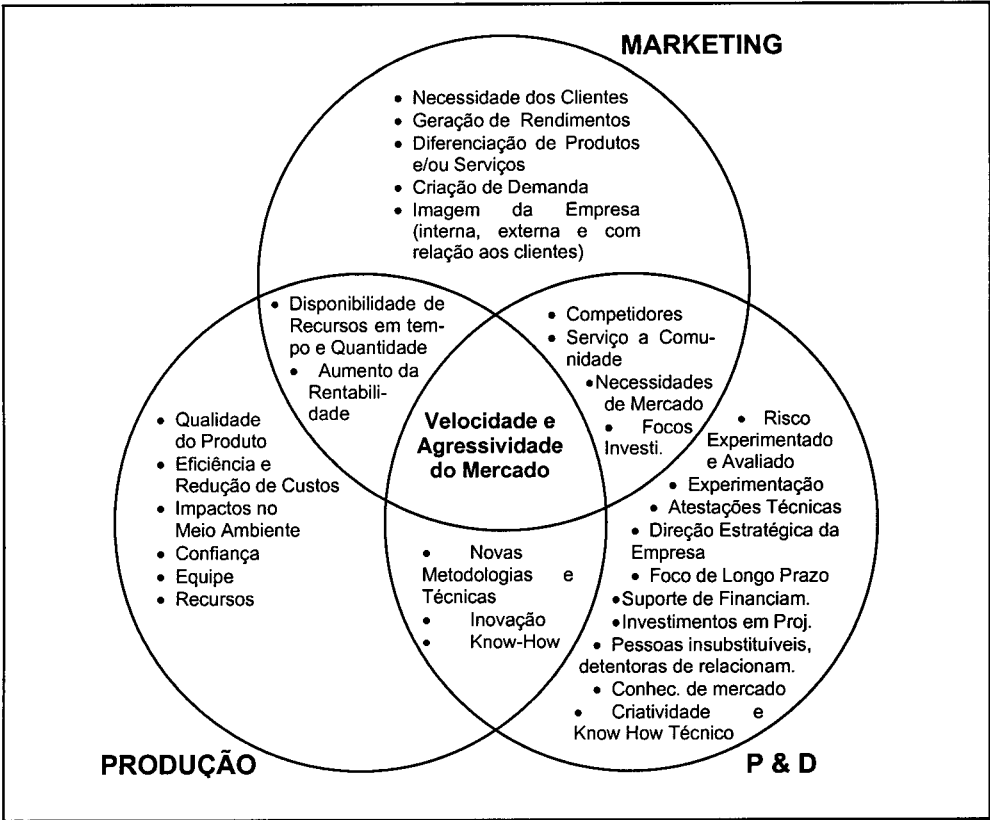 MARKETING
• Necessidade dos Clientes
• Geração de Rendimentos
• Diferenciação de Produtos
e/ou Serviços
• Criação de Demanda
• Imagem da Empresa
(interna, externa e com
relação aos clientes)
• Disponibilidade de
Recursos em tem-
po e Quantidade
• Aumento da
Rentabili-
dade
• Competidores
• Serviço a Comu-
nidade
•Necessidades
de Mercado
• Focos
Investi.
Velocidade e
Agressividade
do Mercado
• Qualidade
do Produto
• Eficiência e
Redução de Custos
• Impactos no
Meio Ambiente
• Confiança
• Equipe
• Recursos
• Novas
Metodologias e
Técnicas
• Inovação
• Know-How
• Risco
Experimentado
e Avaliado
• Experimentação
• Atestações Técnicas
• Direção Estratégica da
Empresa
• Foco de Longo Prazo
•Suporte de Financiam.
•Investimentos em Proj.
• Pessoas insubstituíveis,
detentoras de relacionam.
• Conhec. de mercado
• Criatividade e
Know How Técnico
PRODUÇÃO
P & D